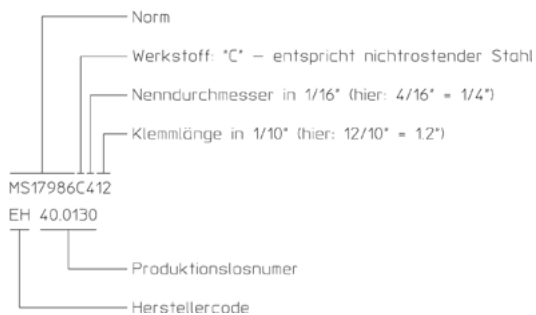 Norm
Werkstoff: "C" – entspricht nichtrostender Stahl
Nenndurchmesser in 1/16" (hier: 4/16" = 1/4")
Klemmlänge in 1/10" (hier: 12/10" = 1.2")
MS17986C412
EH 40.0130
Produktionslosnumer
Herstellercode